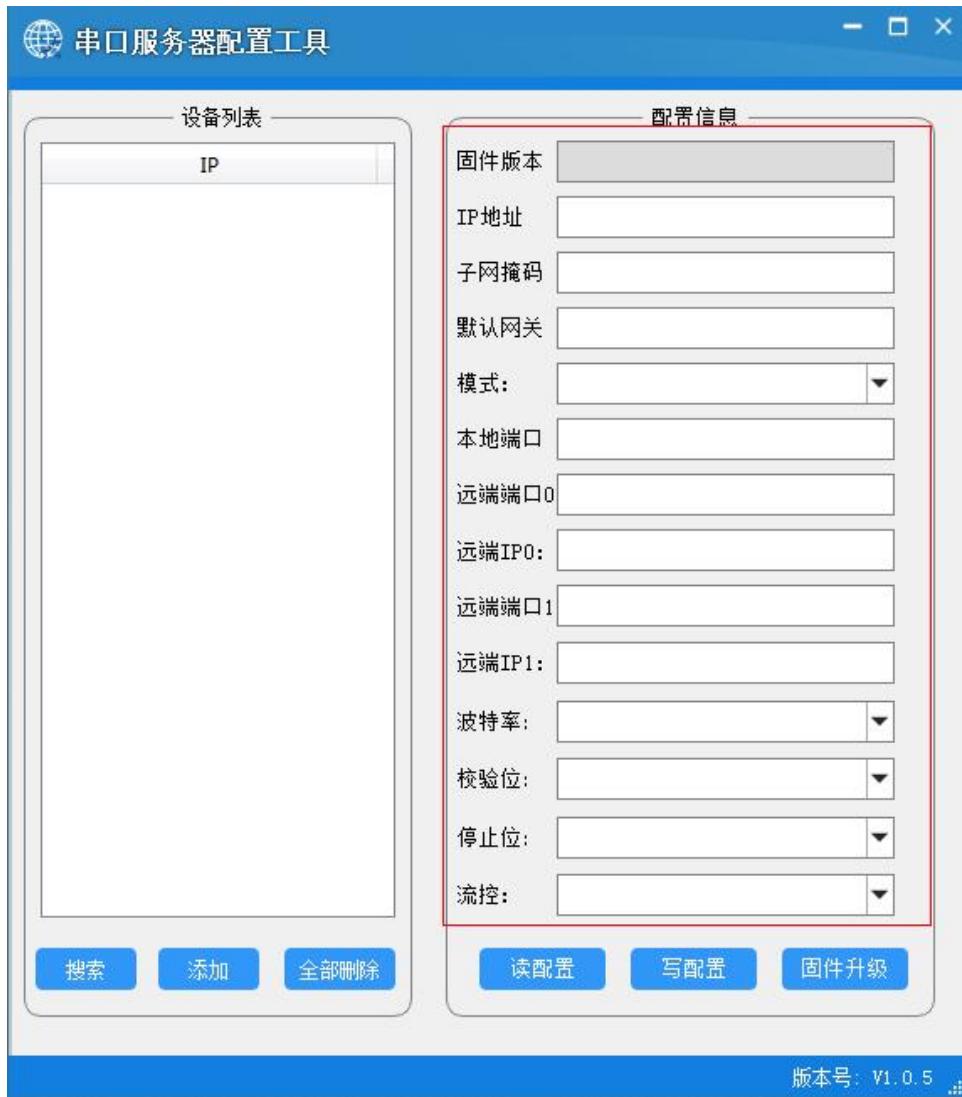 串口服务器配置工具
设备列表
IP
搜索 添加 全部删除
配置信息
固件版本
IP地址
子网掩码
默认网关
模式:
本地端口
远端端口0
远端IP0:
远端端口1
远端IP1:
波特率:
校验位:
停止位:
流控:
读配置 写配置 固件升级
版本号: V1.0.5